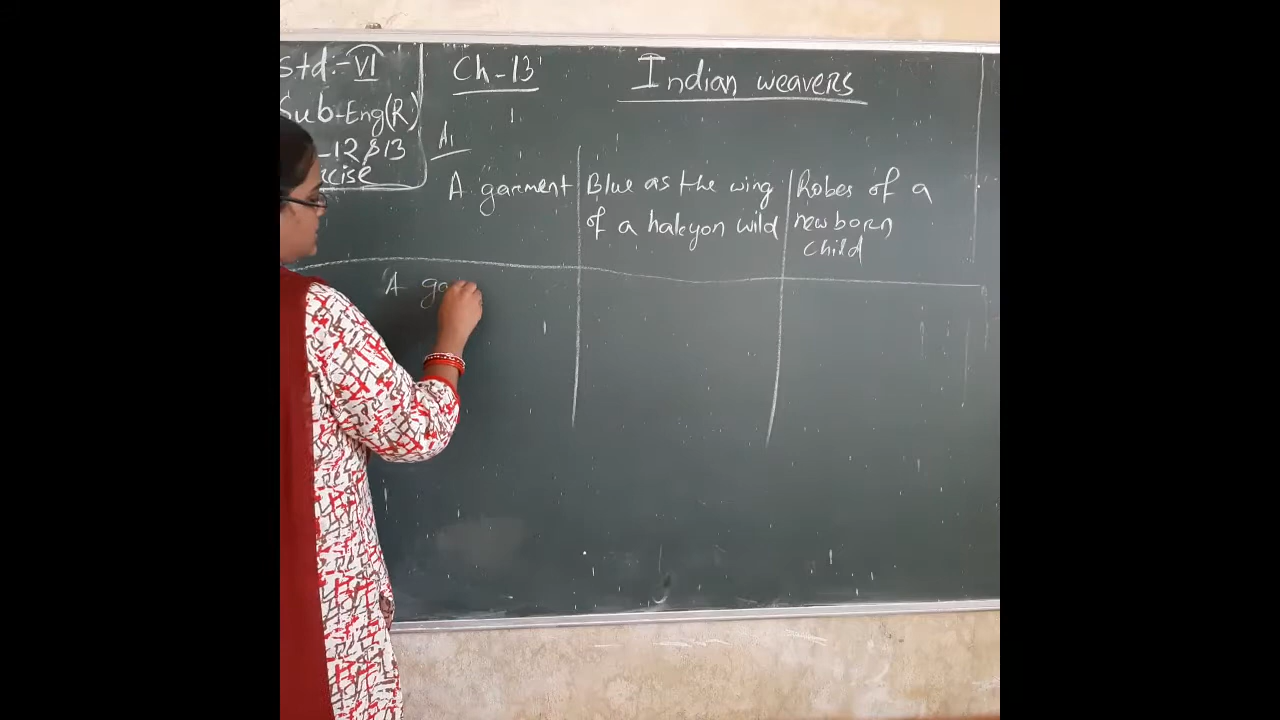 Std.- VI
Sub-Eng(R)
-12 & 13
Ch-13
Indian weavers
A1
A garment
Blue as the wing
of a halcyon wild
Robes of a
newborn
child
A ga